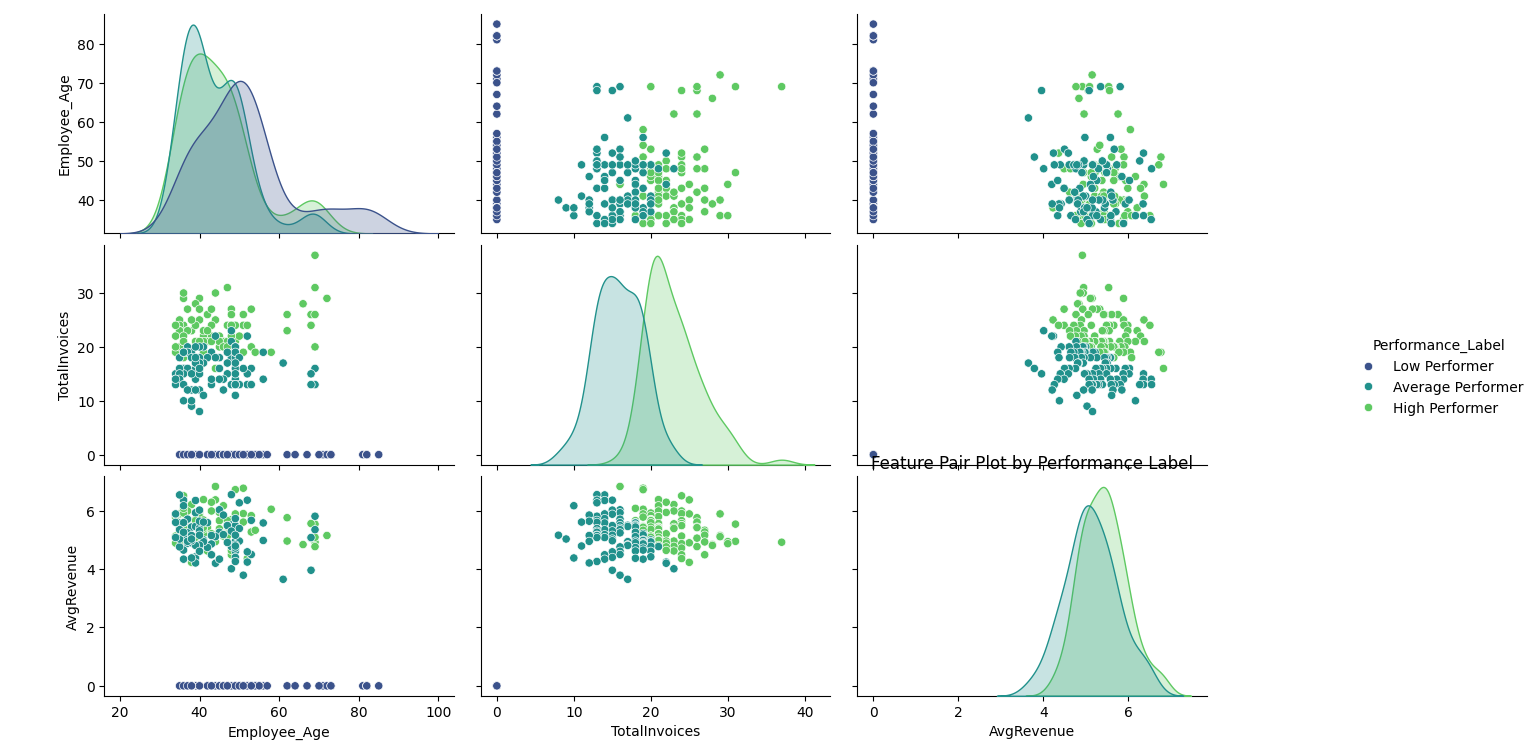 Employee_Age
80
70
60
50
40
TotalInvoices
30
20
10
0
Feature Pair Plot by Performance Label
AvgRevenue
6
4
2
0
20 40 60 80 100
Employee_Age
0 10 20 30 40
TotalInvoices
0 2 4 6
AvgRevenue
Performance_Label
Low Performer
Average Performer
High Performer